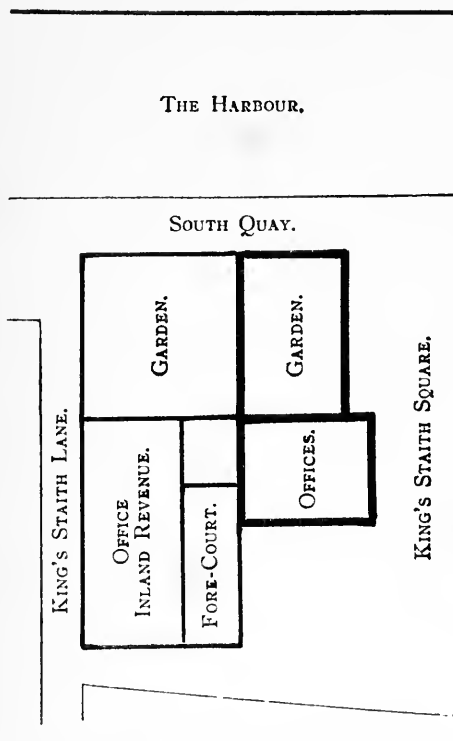 The Harbour.
South Quay.
Garden.
Garden.
King's Staith Lane.
Office
Inland Revenue.
Fore-Court.
Offices.
King's Staith Square.